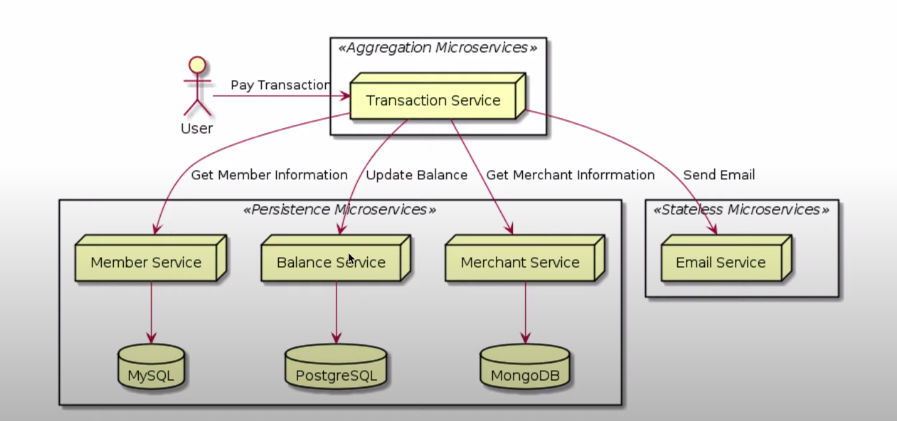 «Aggregation Microservices»
Pay Transaction
Transaction Service
User
Get Member Information
Update Balance
Get Merchant Inforrmation
Send Email
«Persistence Microservices»
«Stateless Microservices»
Member Service
Balance Service
Merchant Service
Email Service
MySQL
PostgreSQL
MongoDB